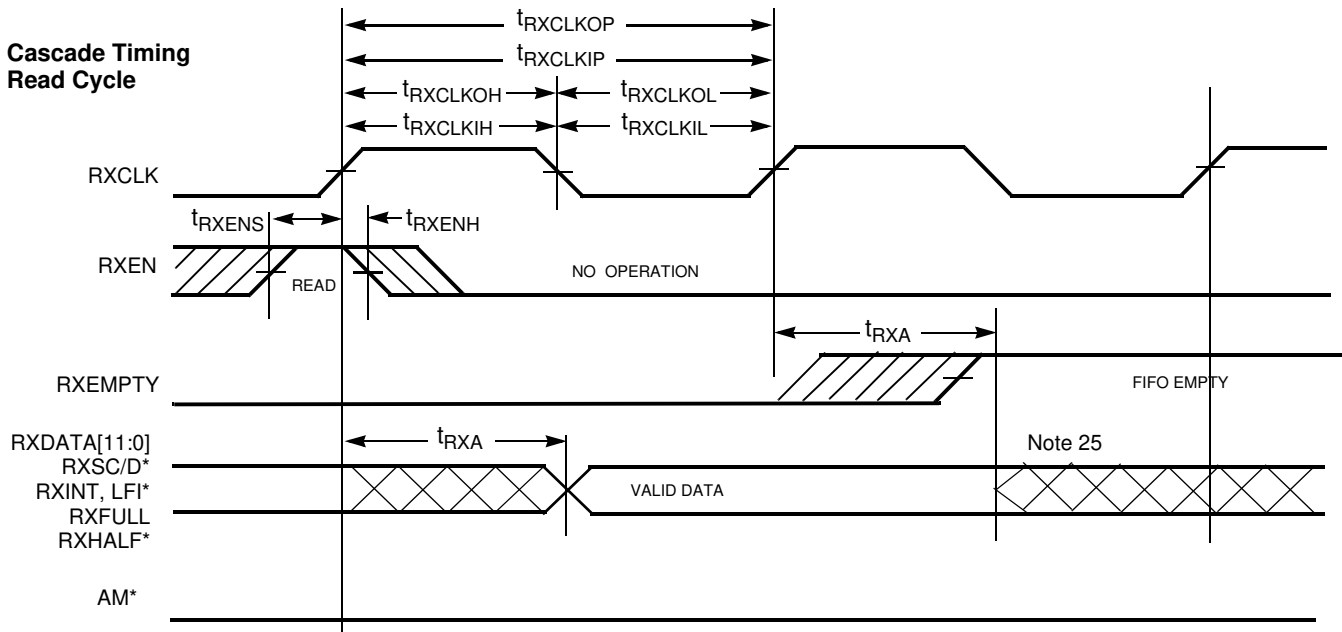 Cascade Timing
Read Cycle
tRXCLKOP
tRXCLKIP
tRXCLKOH
tRXCLKOL
tRXCLKIH
tRXCLKIL
RXCLK
tRXENS
tRXENH
RXEN
READ
NO OPERATION
tRXA
RXEMPTY
FIFO EMPTY
RXDATA[11:0]
RXSC/D*
RXINT, LFI*
RXFULL
RXHALF*
tRXA
Note 25
VALID DATA
AM*